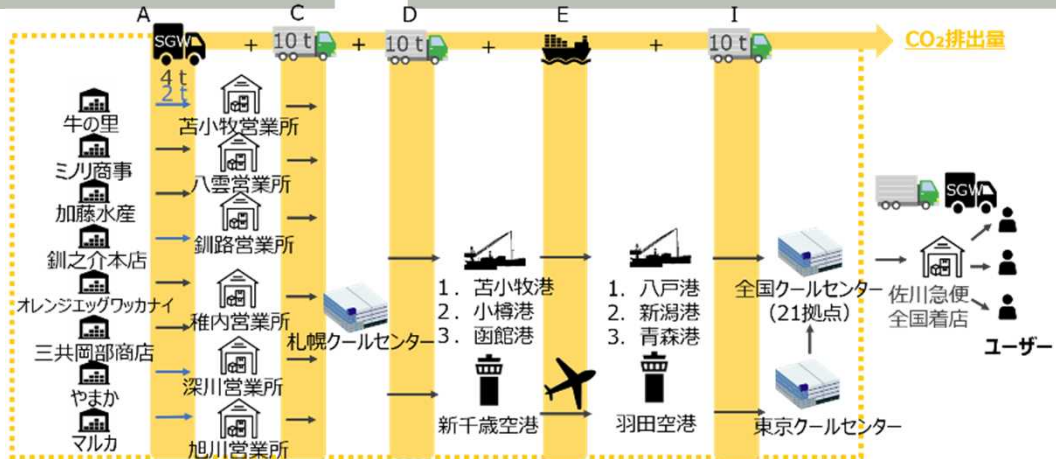 A
C
D
E
I
SGW
+
10 t
+
10 t
+
+
10 t
CO₂排出量
4 t
2 t
牛の里
ミノリ商事
加藤水産
釧之介本店
オレンジエッグワッカナイ
三共岡部商店
やまか
マルカ
苫小牧営業所
八雲営業所
釧路営業所
稚内営業所
深川営業所
旭川営業所
札幌クールセンター
1. 苫小牧港
2. 小樽港
3. 函館港
新千歳空港
1. 八戸港
2. 新潟港
3. 青森港
羽田空港
全国クールセンター
(21拠点)
東京クールセンター
SGW
佐川急便
全国着店
ユーザー